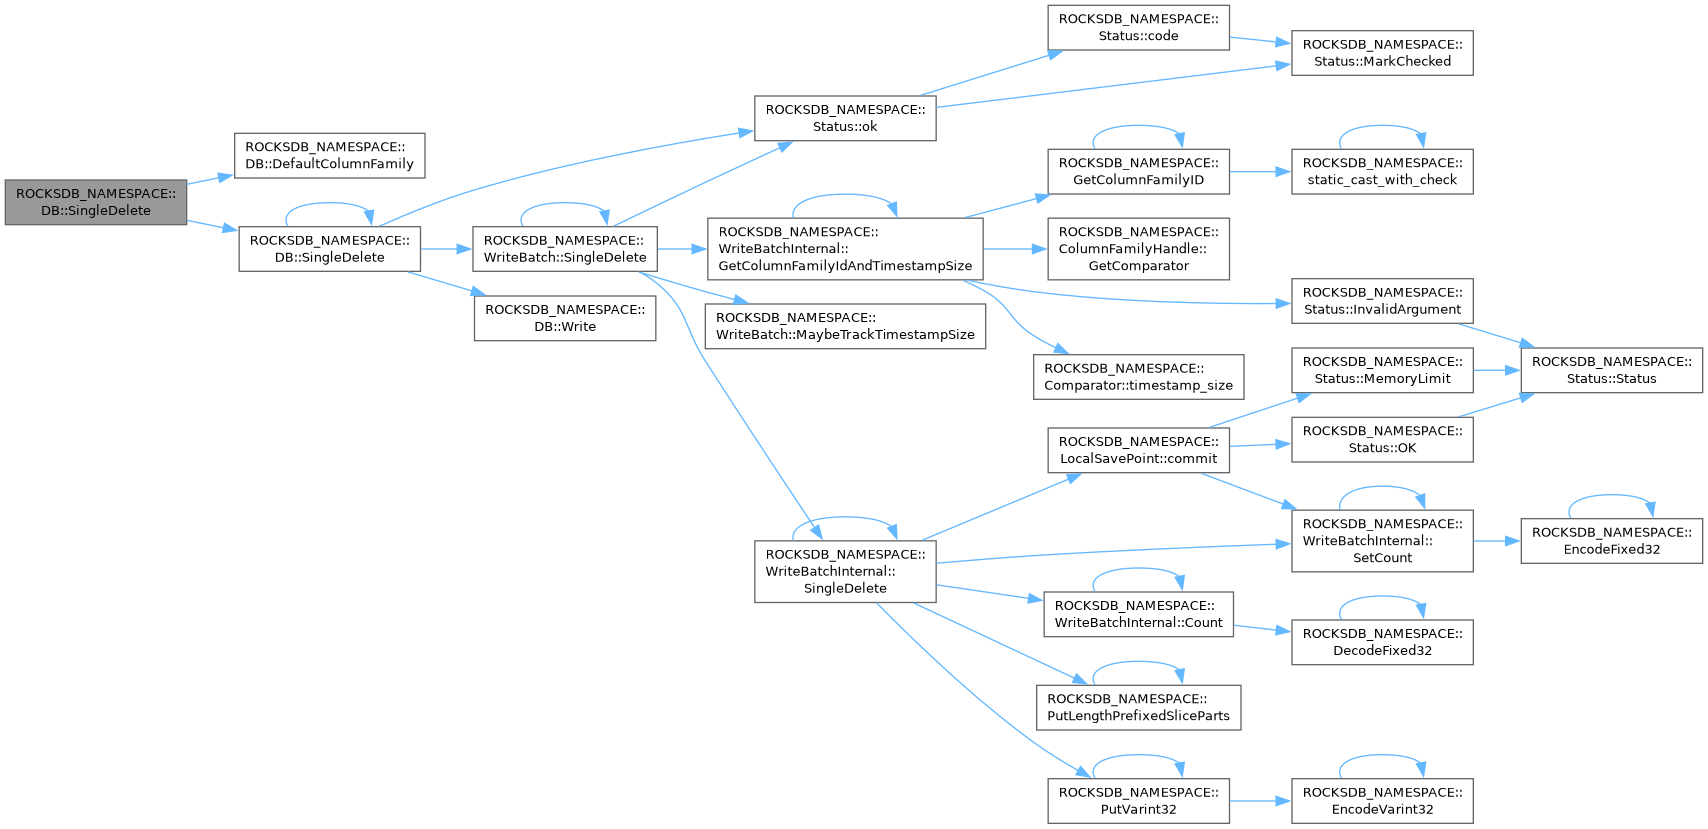 ROCKSDB_NAMESPACE::
DB::SingleDelete
ROCKSDB_NAMESPACE::
DB::DefaultColumnFamily
ROCKSDB_NAMESPACE::
DB::SingleDelete
ROCKSDB_NAMESPACE::
WriteBatch::SingleDelete
ROCKSDB_NAMESPACE::
DB::Write
ROCKSDB_NAMESPACE::
Status::ok
ROCKSDB_NAMESPACE::
WriteBatchInternal::
GetColumnFamilyIdAndTimestampSize
ROCKSDB_NAMESPACE::
WriteBatch::MaybeTrackTimestampSize
ROCKSDB_NAMESPACE::
WriteBatchInternal::
SingleDelete
ROCKSDB_NAMESPACE::
Status::code
ROCKSDB_NAMESPACE::
Status::MarkChecked
ROCKSDB_NAMESPACE::
GetColumnFamilyID
ROCKSDB_NAMESPACE::
static_cast_with_check
ROCKSDB_NAMESPACE::
ColumnFamilyHandle::
GetComparator
ROCKSDB_NAMESPACE::
Status::InvalidArgument
ROCKSDB_NAMESPACE::
Comparator::timestamp_size
ROCKSDB_NAMESPACE::
Status::MemoryLimit
ROCKSDB_NAMESPACE::
Status::Status
ROCKSDB_NAMESPACE::
LocalSavePoint::commit
ROCKSDB_NAMESPACE::
Status::OK
ROCKSDB_NAMESPACE::
WriteBatchInternal::
SetCount
ROCKSDB_NAMESPACE::
EncodeFixed32
ROCKSDB_NAMESPACE::
WriteBatchInternal::Count
ROCKSDB_NAMESPACE::
DecodeFixed32
ROCKSDB_NAMESPACE::
PutLengthPrefixedSliceParts
ROCKSDB_NAMESPACE::
PutVarint32
ROCKSDB_NAMESPACE::
EncodeVarint32